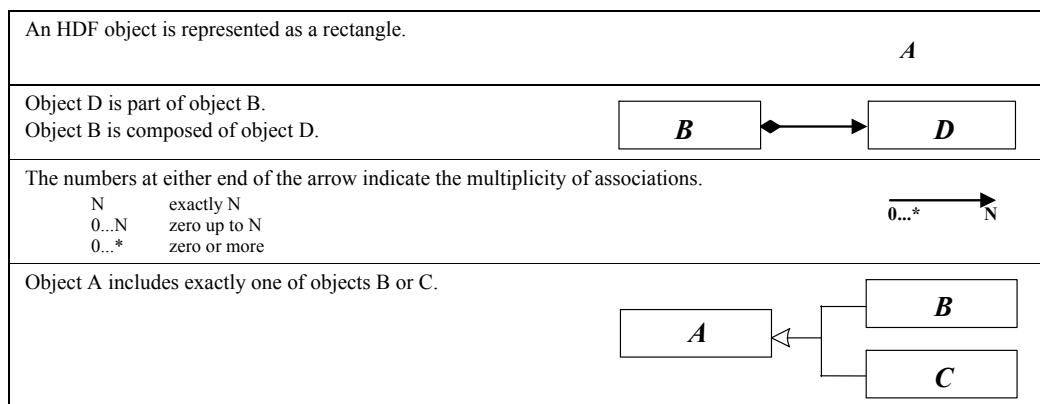 An HDF object is represented as a rectangle.
A
Object D is part of object B.
Object B is composed of object D.
B D
The numbers at either end of the arrow indicate the multiplicity of associations.
N exactly N
0...N zero up to N
0...* zero or more
0...* N
Object A includes exactly one of objects B or C.
B
A
C